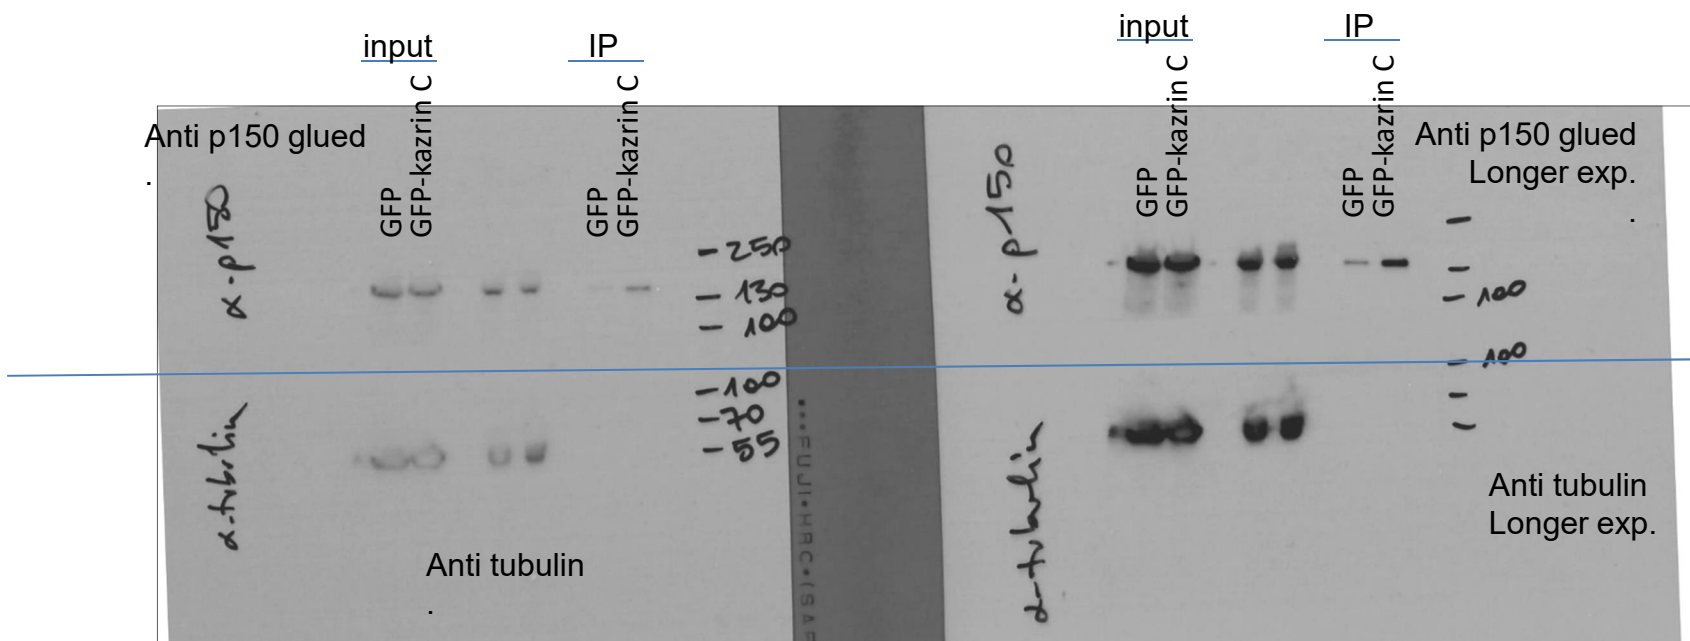 input
IP
GFP
GFP-kazrin C
GFP
GFP-kazrin C
Anti p150 glued
.
α-p150
- 250
- 130
- 100
- 100
- 70
- 55
α-tubulin
Anti tubulin
.
•••FUJI•HRC•(SAF
input
IP
GFP
GFP-kazrin C
GFP
GFP-kazrin C
Anti p150 glued
Longer exp.
.
α-p150
- 100
- 100
α-tubulin
Anti tubulin
Longer exp.